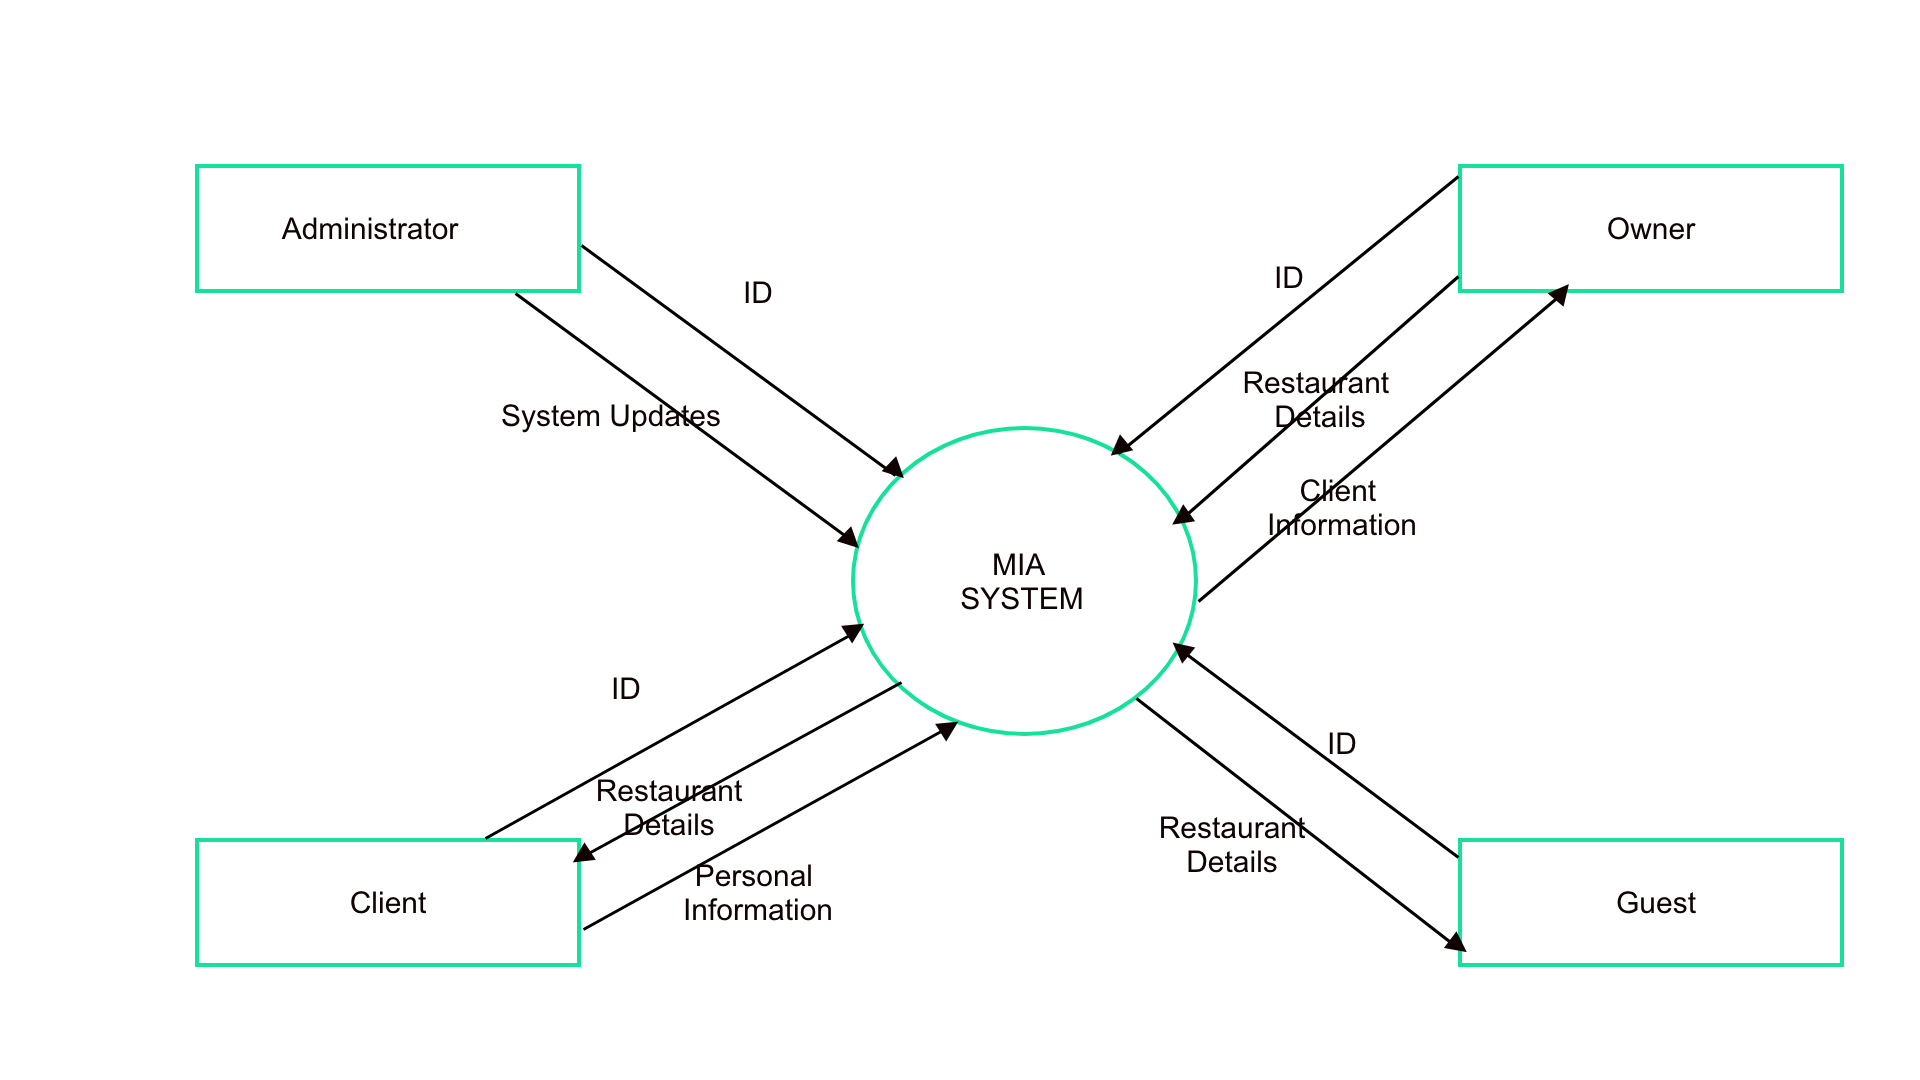 Administrator
Owner
ID
ID
System Updates
Restaurant
Details
Client
Information
MIA
SYSTEM
ID
ID
Restaurant
Details
Restaurant
Details
Personal
Information
Client
Guest